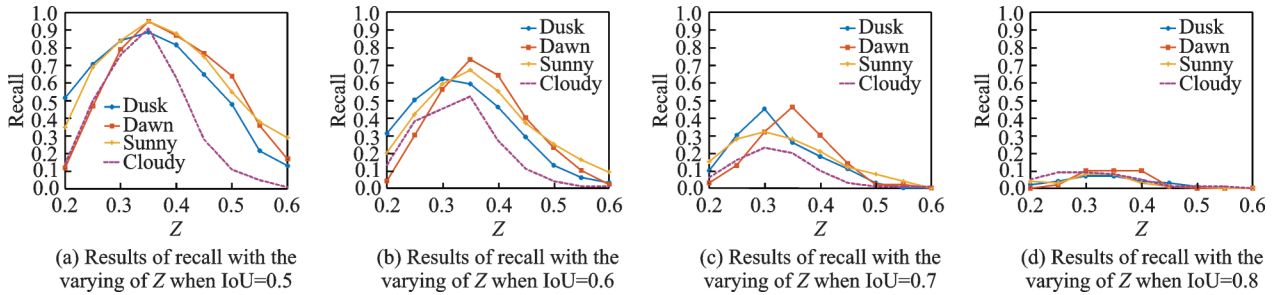 1.0
0.9
0.8
0.7
0.6
0.5
0.4
0.3
0.2
0.1
0.0
Recall
Dusk
Dawn
Sunny
Cloudy
0.2 0.3 0.4 0.5 0.6
Z
(a) Results of recall with the
varying of Z when IoU=0.5
1.0
0.9
0.8
0.7
0.6
0.5
0.4
0.3
0.2
0.1
0.0
Recall
Dusk
Dawn
Sunny
Cloudy
0.2 0.3 0.4 0.5 0.6
Z
(b) Results of recall with the
varying of Z when IoU=0.6
1.0
0.9
0.8
0.7
0.6
0.5
0.4
0.3
0.2
0.1
0.0
Recall
Dusk
Dawn
Sunny
Cloudy
0.2 0.3 0.4 0.5 0.6
Z
(c) Results of recall with the
varying of Z when IoU=0.7
1.0
0.9
0.8
0.7
0.6
0.5
0.4
0.3
0.2
0.1
0.0
Recall
Dusk
Dawn
Sunny
Cloudy
0.2 0.3 0.4 0.5 0.6
Z
(d) Results of recall with the
varying of Z when IoU=0.8